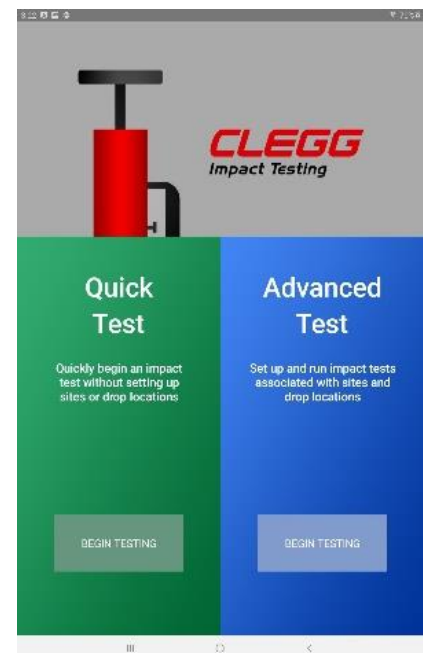 CLEGG
Impact Testing
Quick
Test
Quickly begin an impact
test without setting up
sites or drop locations
BEGIN TESTING
Advanced
Test
Set up and run impact tests
associated with sites and
drop locations
BEGIN TESTING